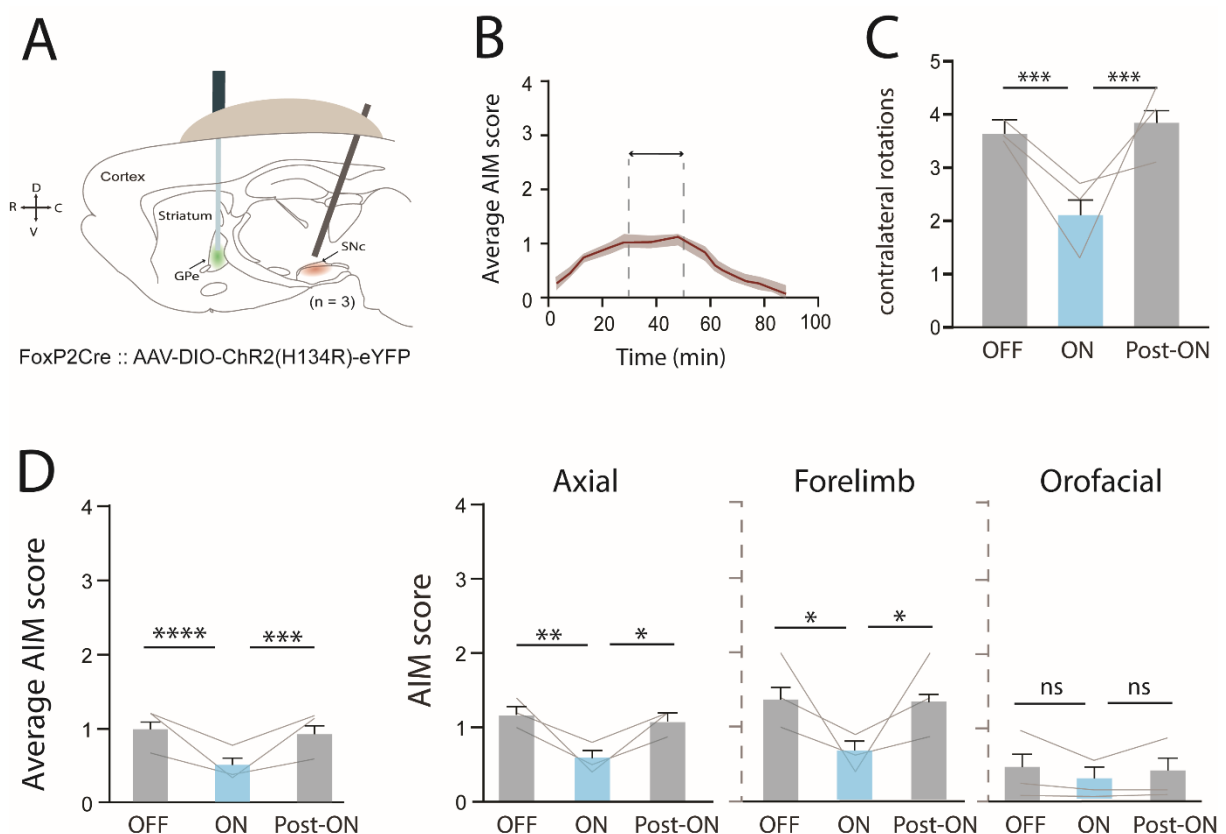 A
Cortex
D
R
C
V
Striatum
SNc
GPe
(n = 3)
FoxP2Cre :: AAV-DIO-ChR2(H134R)-eYFP
B
Average AIM score
4
3
2
1
0
0 20 40 60 80 100
Time (min)
C
contralateral rotations
5
4
3
2
1
0
*** ***
OFF ON Post-ON
D
Average AIM score
4
3
2
1
0
**** ***
OFF ON Post-ON
AIM score
4
3
2
1
0
Axial
** *
OFF ON Post-ON
Forelimb
* *
OFF ON Post-ON
Orofacial
ns ns
OFF ON Post-ON